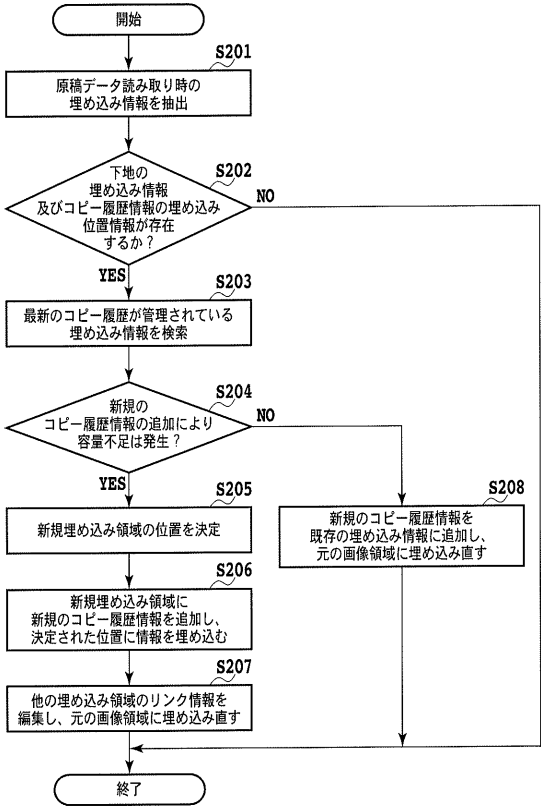 開始
S201
原稿データ読み取り時の
埋め込み情報を抽出
S202
下地の
埋め込み情報
及びコピー履歴情報の埋め込み
位置情報が存在
するか？
NO
YES
S203
最新のコピー履歴が管理されている
埋め込み情報を検索
S204
新規の
コピー履歴情報の追加により
容量不足は発生？
NO
YES
S205
新規埋め込み領域の位置を決定
S208
新規のコピー履歴情報を
既存の埋め込み情報に追加し、
元の画像領域に埋め込み直す
S206
新規埋め込み領域に
新規のコピー履歴情報を追加し、
決定された位置に情報を埋め込む
S207
他の埋め込み領域のリンク情報を
編集し、元の画像領域に埋め込み直す
終了